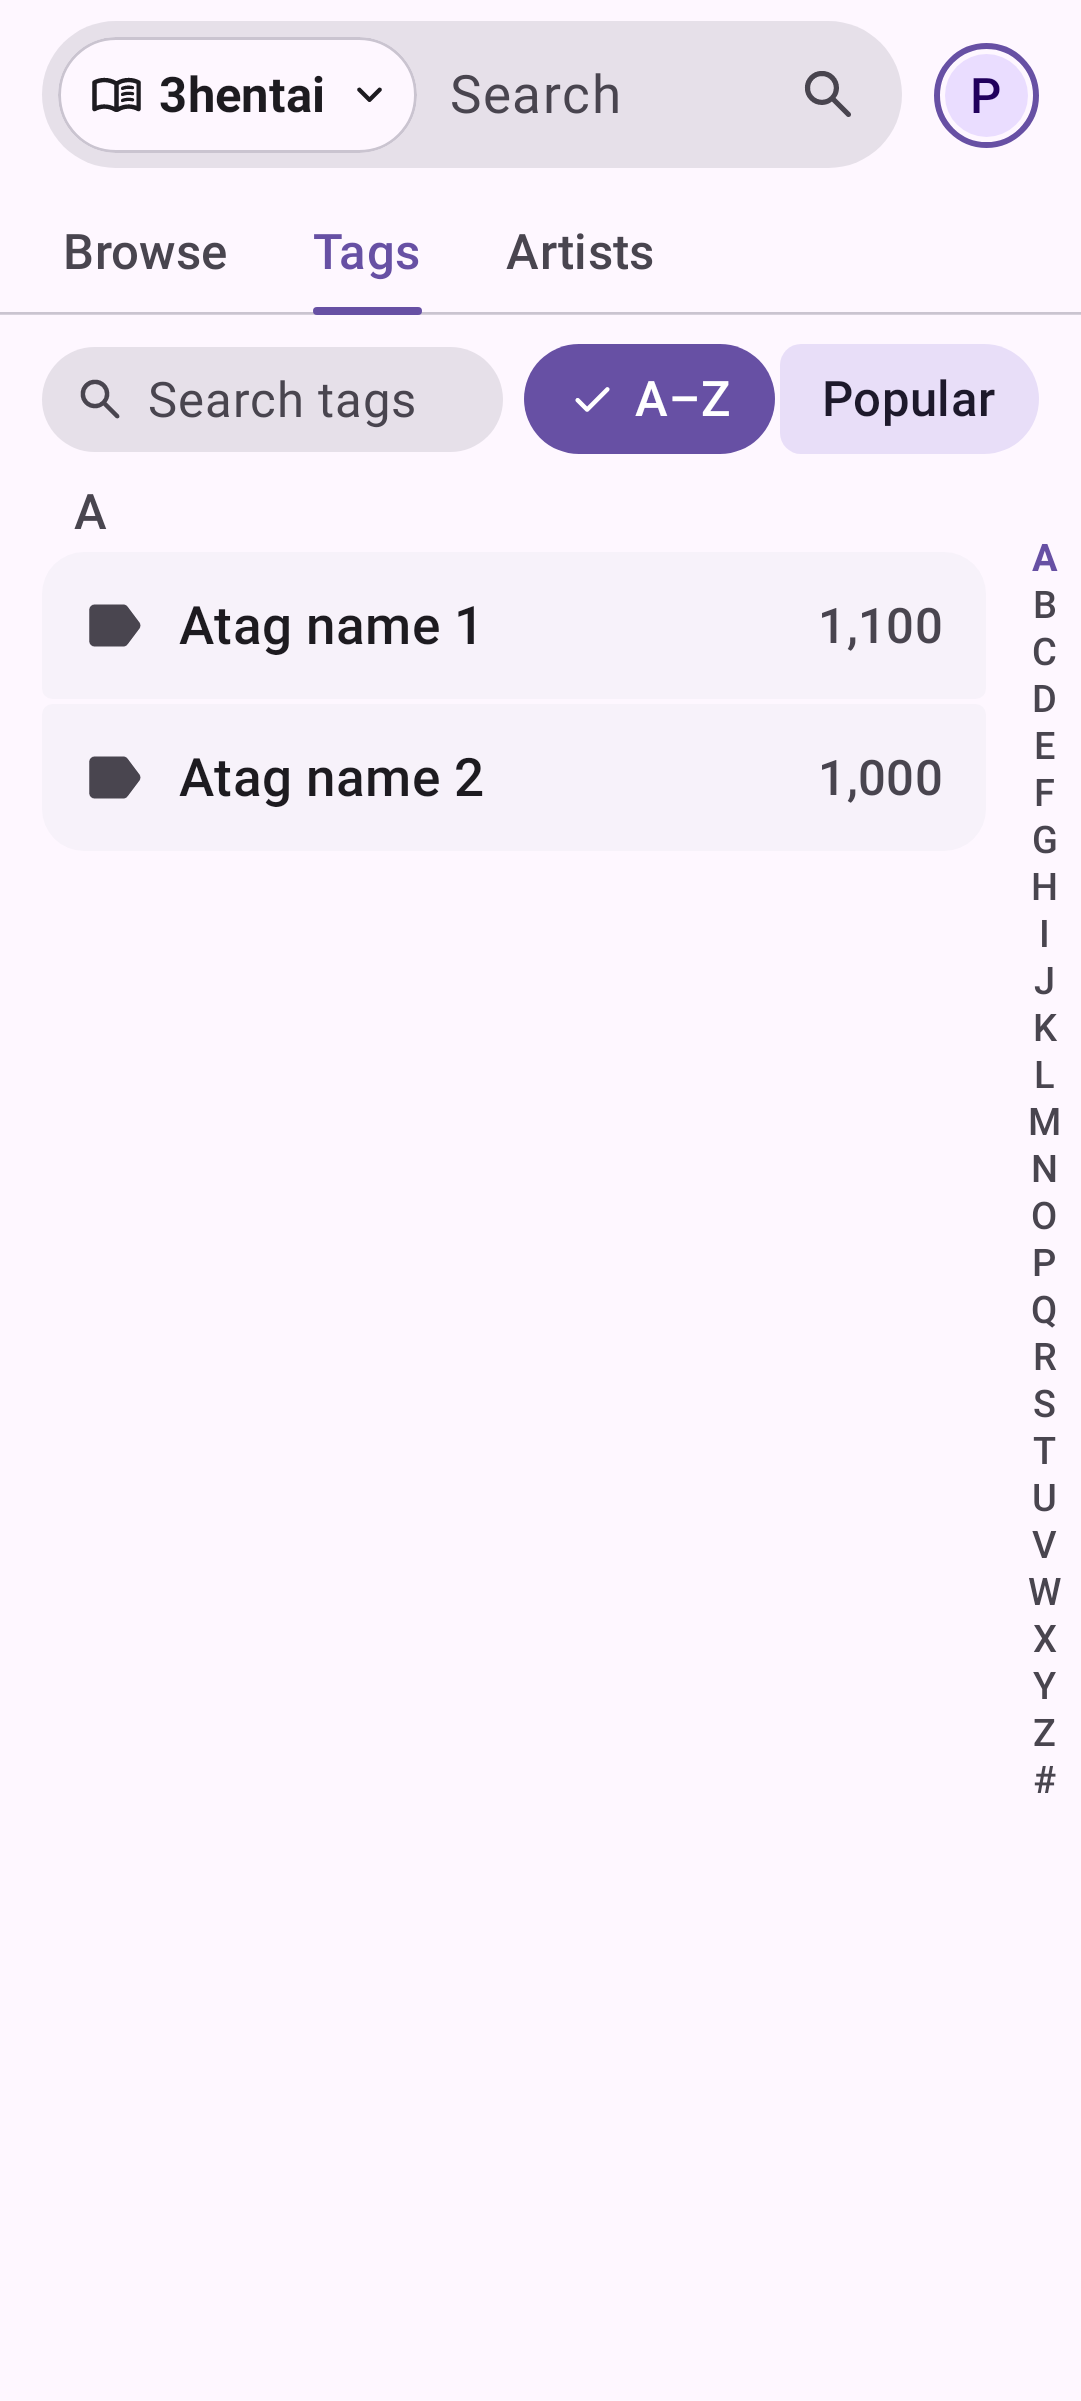 3hentai Search P
Browse Tags Artists
Search tags A–Z Popular
A
Atag name 1 1,100
Atag name 2 1,000
A
B
C
D
E
F
G
H
I
J
K
L
M
N
O
P
Q
R
S
T
U
V
W
X
Y
Z
#